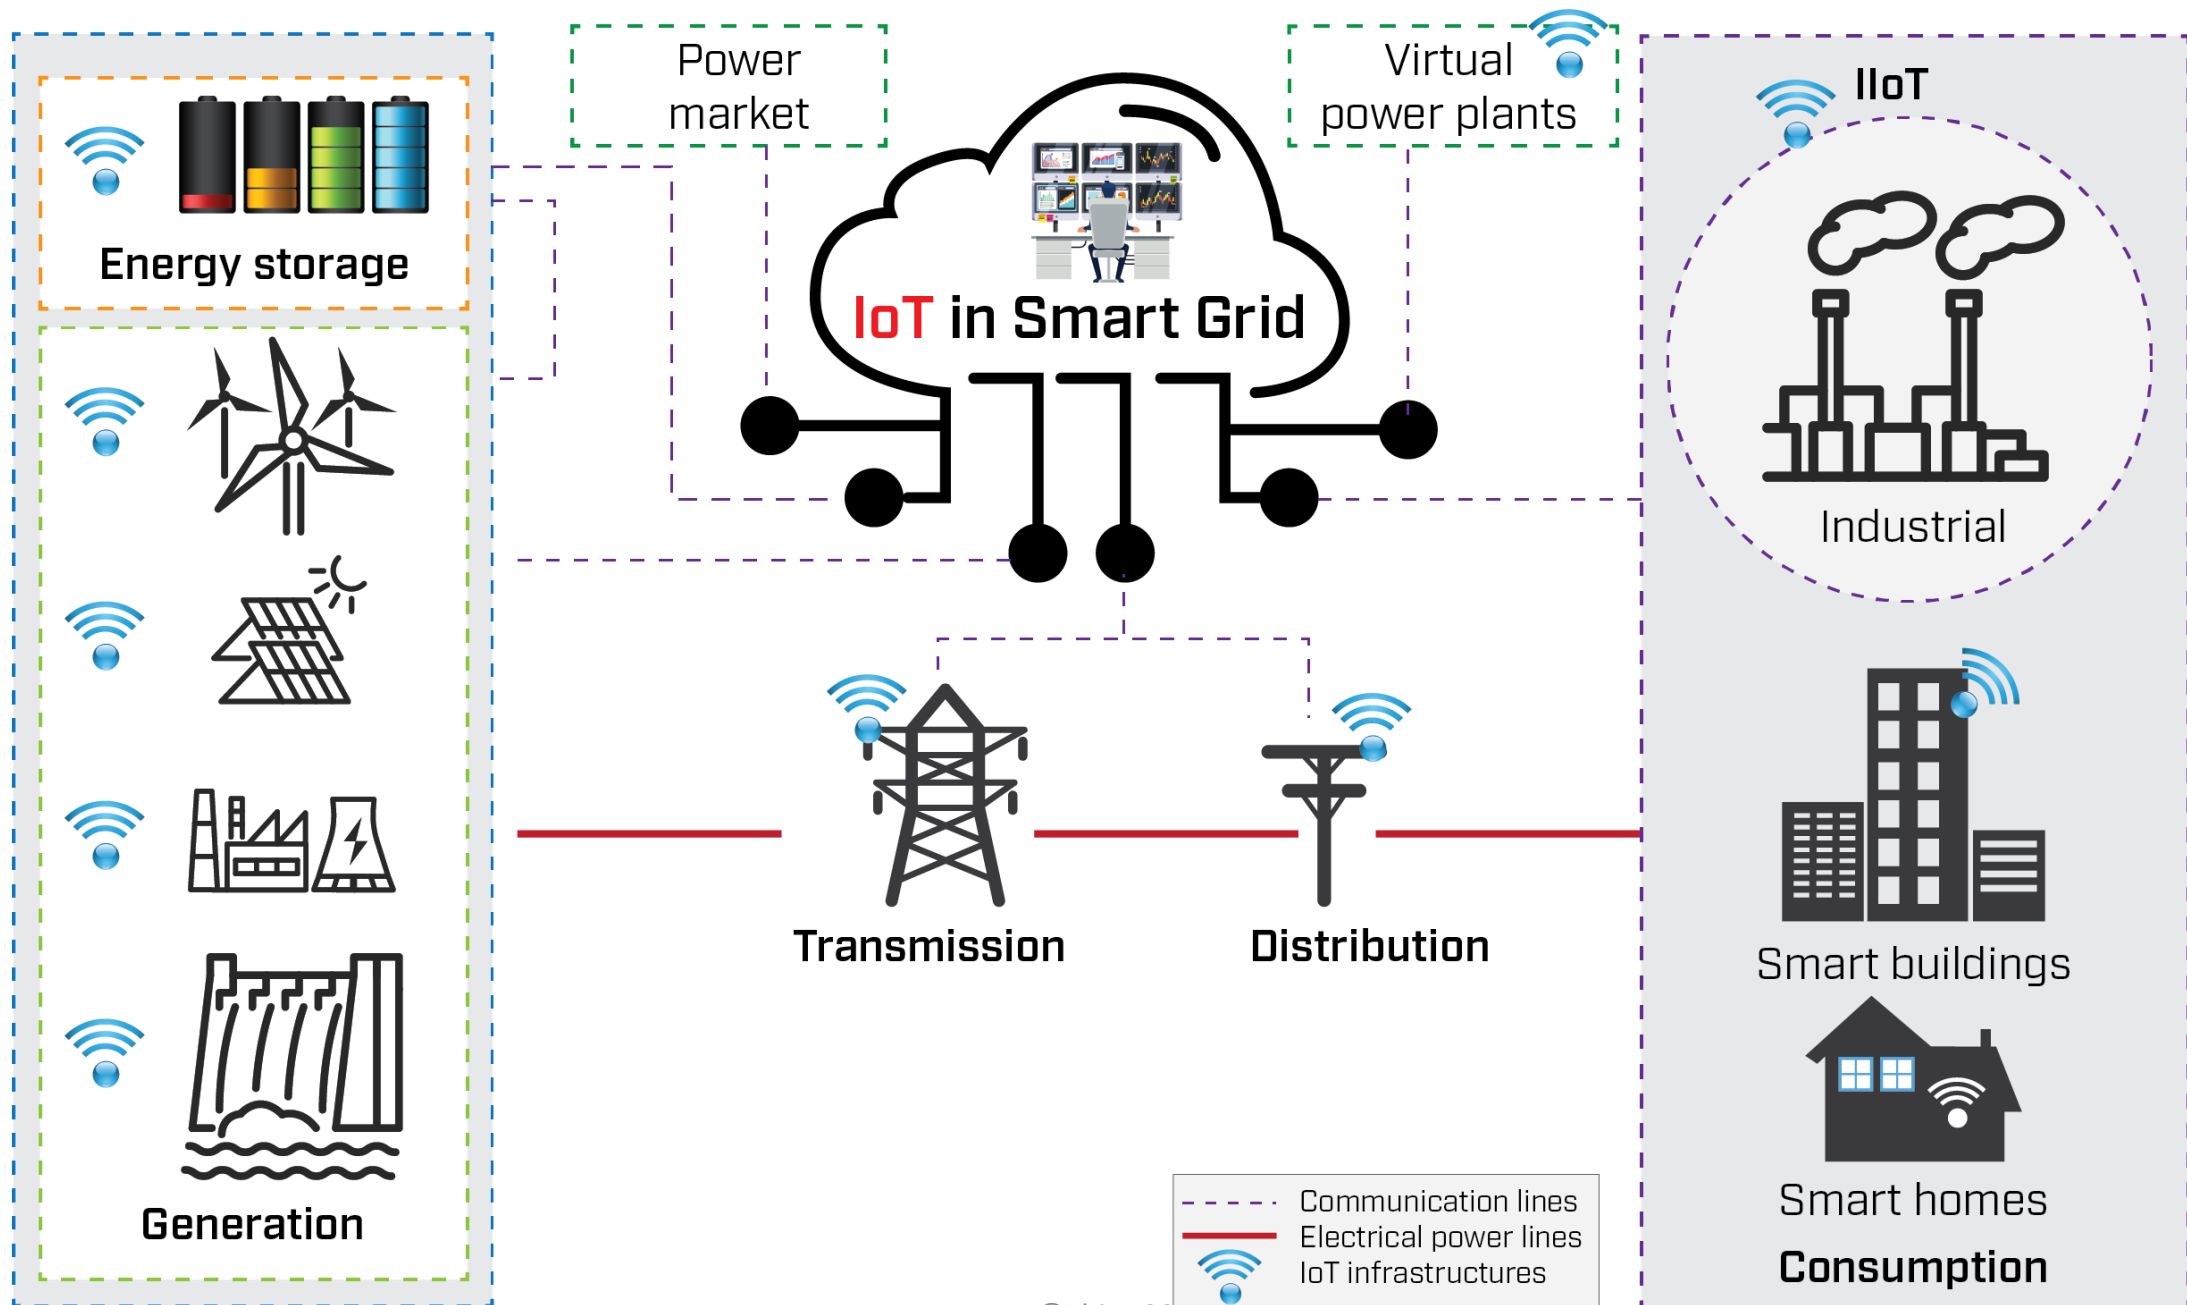 Power
market
Virtual
power plants
IIoT
Energy storage
IoT in Smart Grid
Industrial
Transmission
Distribution
Smart buildings
Generation
Smart homes
Consumption
Communication lines
Electrical power lines
IoT infrastructures